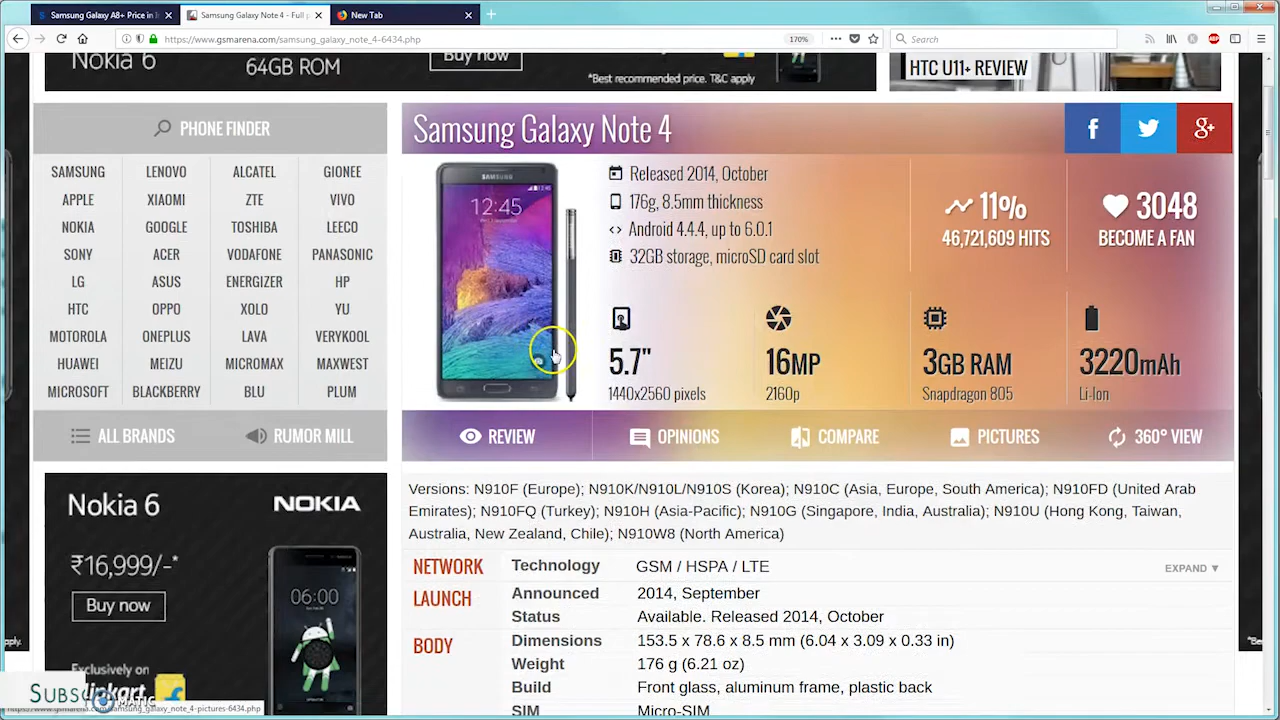 Samsung Galaxy A8+ Price in I
Samsung Galaxy Note 4 - Full p
New Tab
https://www.gsmarena.com/samsung_galaxy_note_4-6434.php
170%
Search
Nokia 6
64GB ROM
Buy now
*Best recommended price. T&C apply
HTC U11+ REVIEW
PHONE FINDER
SAMSUNG LENOVO ALCATEL GIONEE
APPLE XIAOMI ZTE VIVO
NOKIA GOOGLE TOSHIBA LEECO
SONY ACER VODAFONE PANASONIC
LG ASUS ENERGIZER HP
HTC OPPO XOLO YU
MOTOROLA ONEPLUS LAVA VERYKOOL
HUAWEI MEIZU MICROMAX MAXWEST
MICROSOFT BLACKBERRY BLU PLUM
ALL BRANDS RUMOR MILL
Samsung Galaxy Note 4
SAMSUNG
12:45
Released 2014, October
176g, 8.5mm thickness
Android 4.4.4, up to 6.0.1
32GB storage, microSD card slot
11%
46,721,609 HITS
3048
BECOME A FAN
5.7"
1440x2560 pixels
16MP
2160p
3GB RAM
Snapdragon 805
3220mAh
Li-Ion
REVIEW OPINIONS COMPARE PICTURES 360° VIEW
Nokia 6
NOKIA
₹16,999/-*
Buy now
06:00
Exclusively on
Versions: N910F (Europe); N910K/N910L/N910S (Korea); N910C (Asia, Europe, South America); N910FD (United Arab
Emirates); N910FQ (Turkey); N910H (Asia-Pacific); N910G (Singapore, India, Australia); N910U (Hong Kong, Taiwan,
Australia, New Zealand, Chile); N910W8 (North America)
NETWORK Technology GSM / HSPA / LTE EXPAND ▼
LAUNCH Announced 2014, September
Status Available. Released 2014, October
BODY Dimensions 153.5 x 78.6 x 8.5 mm (6.04 x 3.09 x 0.33 in)
Weight 176 g (6.21 oz)
Build Front glass, aluminum frame, plastic back
SIM
https://www.gsmarena.com/samsung_galaxy_note_4-pictures-6434.php